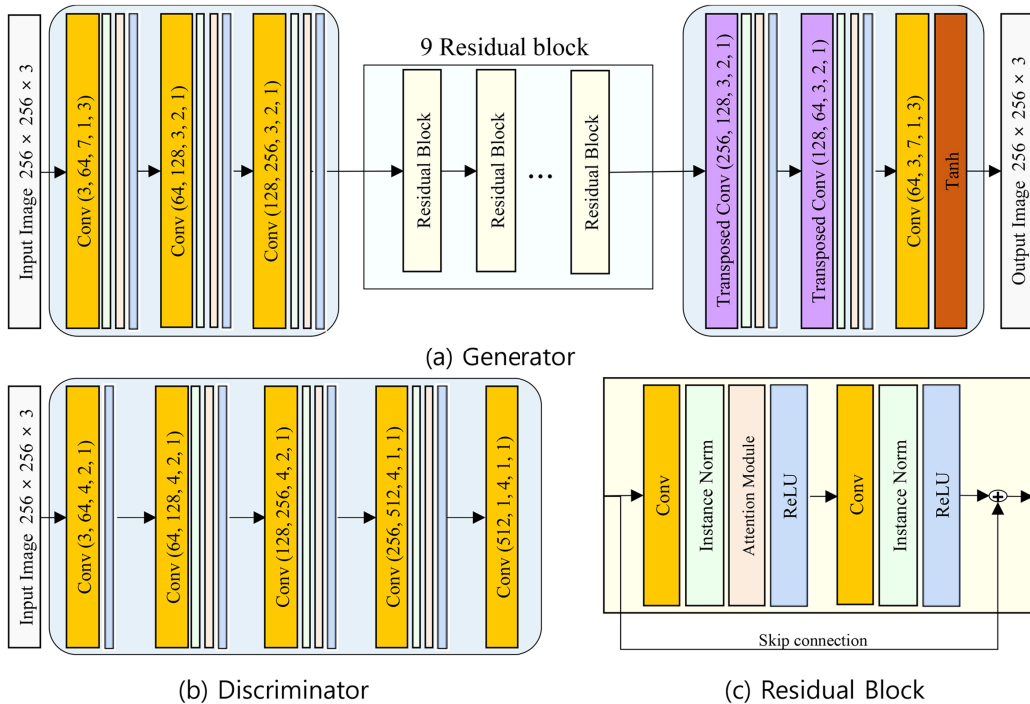 Input Image 256 × 256 × 3
Conv (3, 64, 7, 1, 3)
Conv (64, 128, 3, 2, 1)
Conv (128, 256, 3, 2, 1)
9 Residual block
Residual Block
Residual Block
...
Residual Block
Transposed Conv (256, 128, 3, 2, 1)
Transposed Conv (128, 64, 3, 2, 1)
Conv (64, 3, 7, 1, 3)
Tanh
Output Image 256 × 256 × 3
(a) Generator
Input Image 256 × 256 × 3
Conv (3, 64, 4, 2, 1)
Conv (64, 128, 4, 2, 1)
Conv (128, 256, 4, 2, 1)
Conv (256, 512, 4, 1, 1)
Conv (512, 1, 4, 1, 1)
(b) Discriminator
Conv
Instance Norm
Attention Module
ReLU
Conv
Instance Norm
ReLU
+
Skip connection
(c) Residual Block